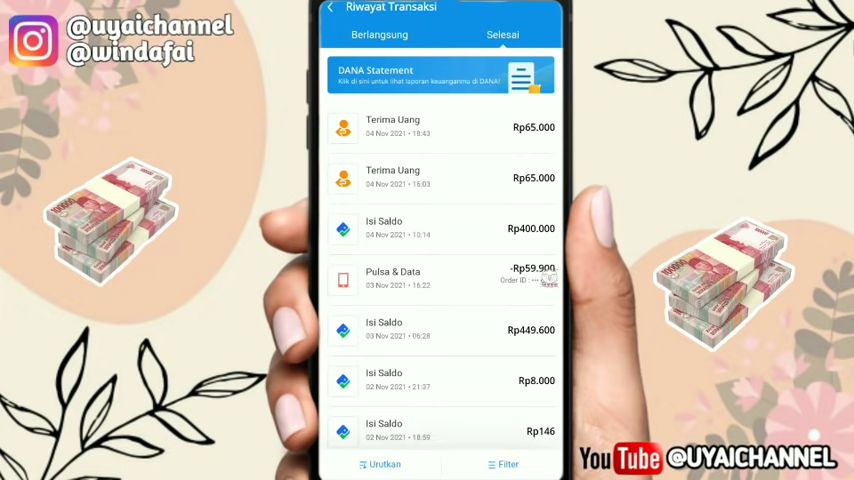 @uyaichannel
@windafai
Riwayat Transaksi
Berlangsung
Selesai
DANA Statement
Klik di sini untuk lihat laporan keuanganmu di DANA!
Terima Uang
Rp65.000
04 Nov 2021 • 18:43
Terima Uang
Rp65.000
04 Nov 2021 • 16:03
Isi Saldo
Rp400.000
04 Nov 2021 • 10:14
Pulsa & Data
-Rp59.900
03 Nov 2021 • 16:22
Order ID : ···
Isi Saldo
Rp449.600
03 Nov 2021 • 06:28
Isi Saldo
Rp8.000
02 Nov 2021 • 21:37
Isi Saldo
Rp146
02 Nov 2021 • 18:59
Urutkan
Filter
YouTube @UYAICHANNEL
100000
100000